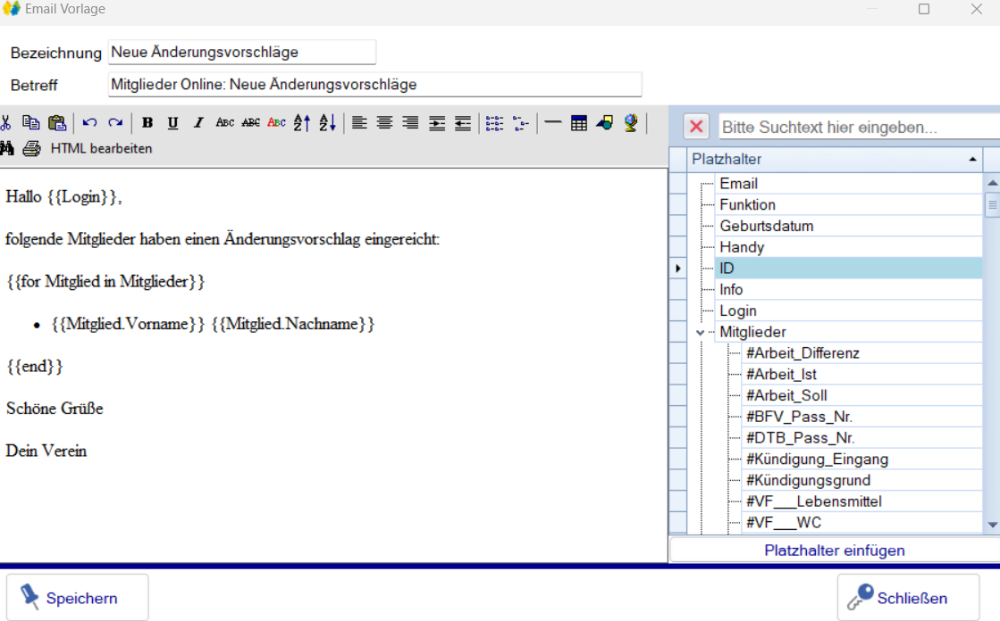 Email Vorlage
Bezeichnung Neue Änderungsvorschläge
Betreff Mitglieder Online: Neue Änderungsvorschläge
B U I ABC ABC ABC
HTML bearbeiten
Hallo {{Login}},
folgende Mitglieder haben einen Änderungsvorschlag eingereicht:
{{for Mitglied in Mitglieder}}
• {{Mitglied.Vorname}} {{Mitglied.Nachname}}
{{end}}
Schöne Grüße
Dein Verein
Bitte Suchtext hier eingeben...
Platzhalter
Email
Funktion
Geburtsdatum
Handy
ID
Info
Login
Mitglieder
#Arbeit_Differenz
#Arbeit_Ist
#Arbeit_Soll
#BFV_Pass_Nr.
#DTB_Pass_Nr.
#Kündigung_Eingang
#Kündigungsgrund
#VF___Lebensmittel
#VF___WC
Platzhalter einfügen
Speichern
Schließen